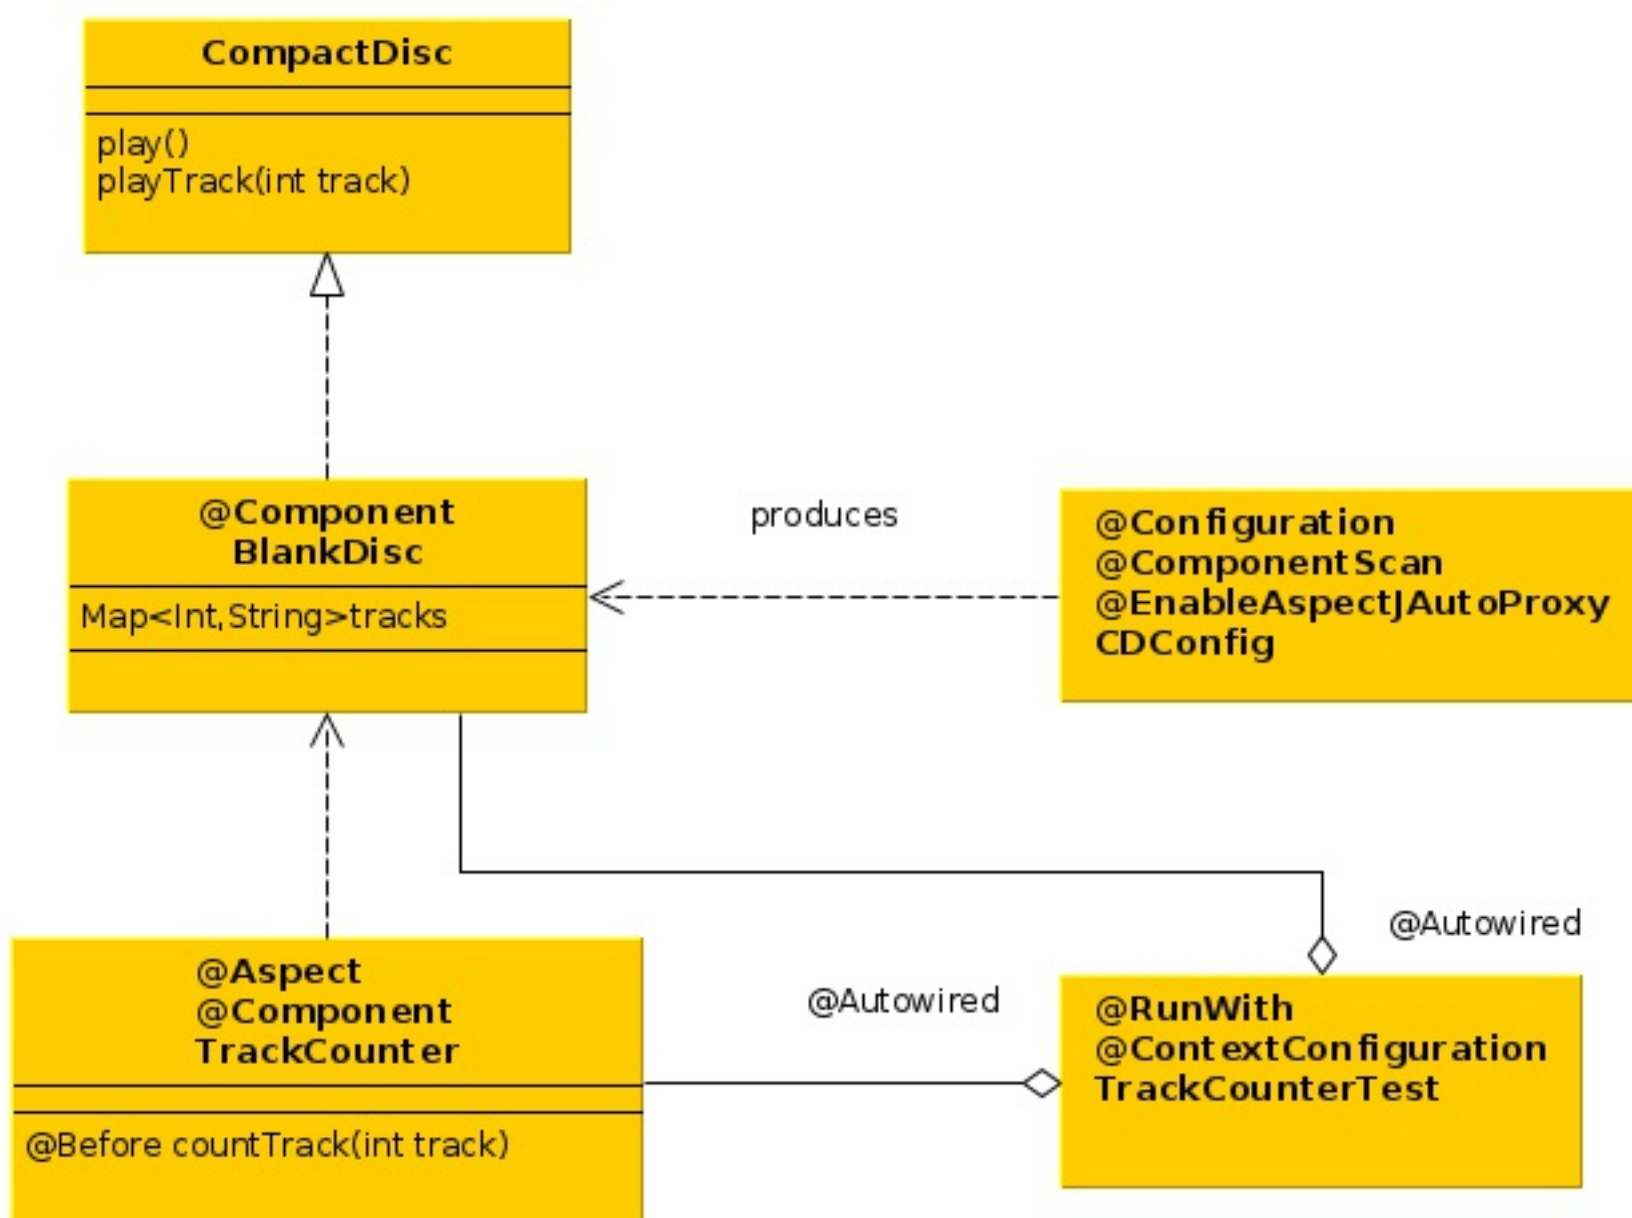 CompactDisc
play()
playTrack(int track)
@Component
BlankDisc
Map<Int,String>tracks
produces
@Configuration
@ComponentScan
@EnableAspectJAutoProxy
CDConfig
@Aspect
@Component
TrackCounter
@Before countTrack(int track)
@Autowired
@Autowired
@RunWith
@ContextConfiguration
TrackCounterTest